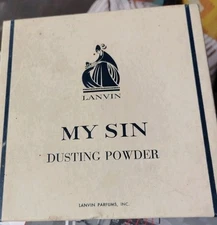 LANVIN
MY SIN
DUSTING POWDER
LANVIN PARFUMS, INC.